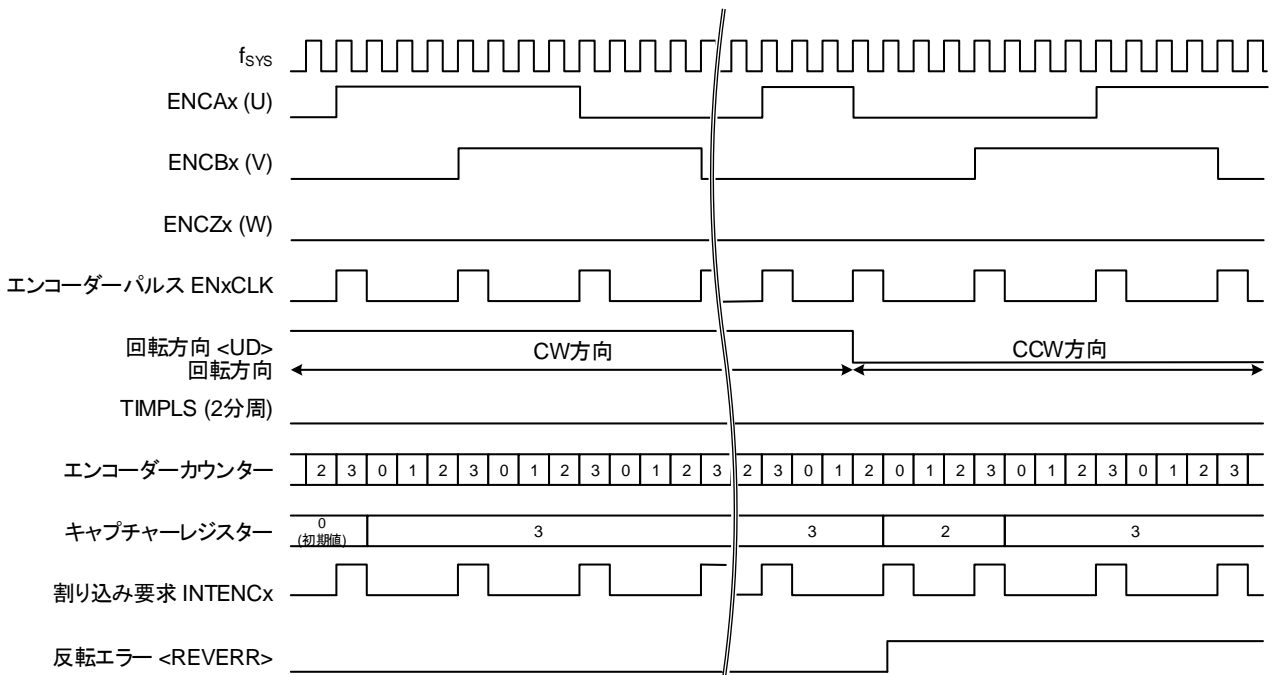 fSYS
ENCAx (U)
ENCBx (V)
ENCZx (W)
エンコーダーパルス ENxCLK
回転方向 <UD>
回転方向
CW方向
CCW方向
TIMPLS (2分周)
エンコーダーカウンター
2 3 0 1 2 3 0 1 2 3 0 1 2 3 2 3 0 1 2 0 1 2 3 0 1 2 3 0 1 2 3
キャプチャーレジスター
0
(初期値)
3 3 2 3
割り込み要求 INTENCx
反転エラー <REVERR>